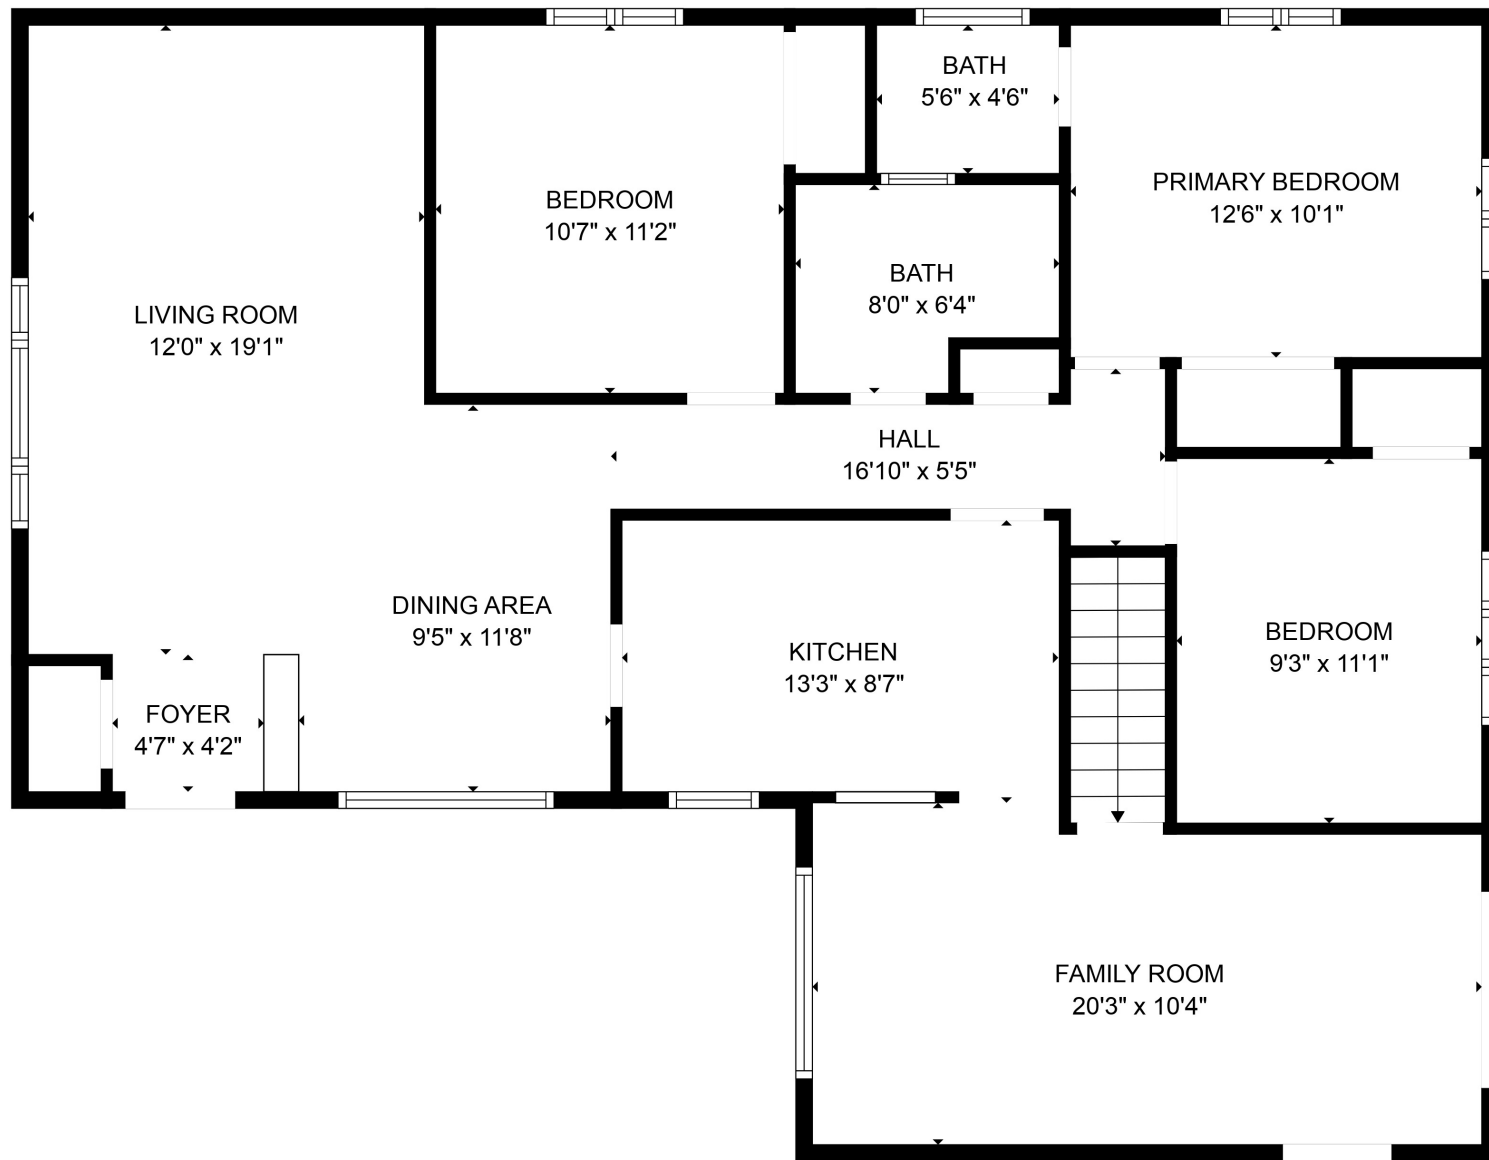 BATH
5'6" x 4'6"
PRIMARY BEDROOM
12'6" x 10'1"
BEDROOM
10'7" x 11'2"
BATH
8'0" x 6'4"
LIVING ROOM
12'0" x 19'1"
HALL
16'10" x 5'5"
DINING AREA
9'5" x 11'8"
KITCHEN
13'3" x 8'7"
BEDROOM
9'3" x 11'1"
FOYER
4'7" x 4'2"
FAMILY ROOM
20'3" x 10'4"